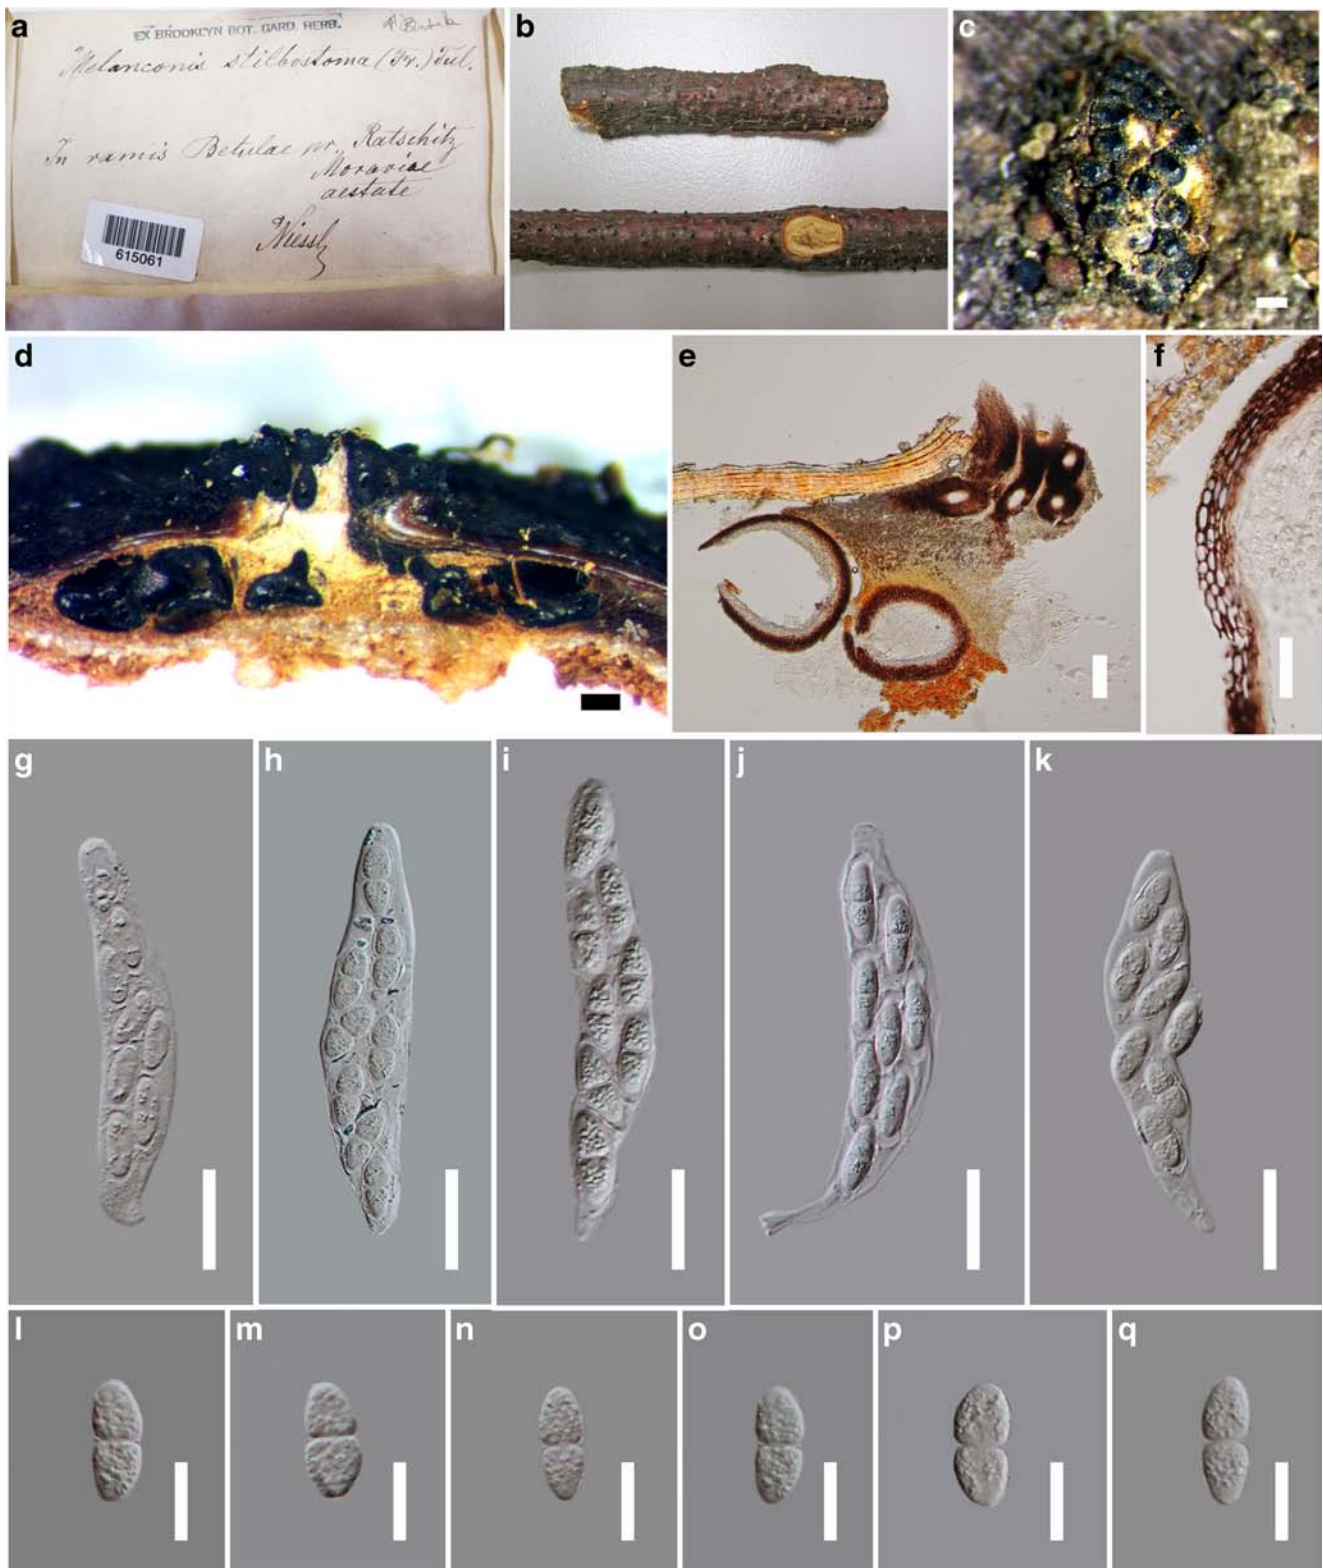 a
EX BROOKLYN BOT. GARD. HERB.
Melanconis stilbostoma (Fr.) Tul.
In ramis Betulae pr. Ratschitz
Moraviae
aestate
Niessl
615061
b
c
d
e
f
g
h
i
j
k
l
m
n
o
p
q